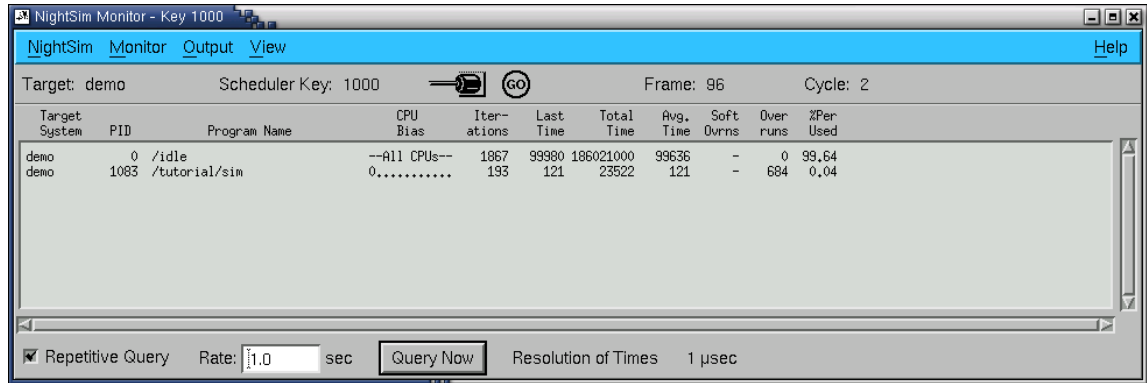 NightSim Monitor - Key 1000
NightSim Monitor Output View Help
Target: demo Scheduler Key: 1000 GO Frame: 96 Cycle: 2
Target CPU Iter- Last Total Avg. Soft Over %Per
System PID Program Name Bias ations Time Time Time Ovrns runs Used
demo 0 /idle --All CPUs-- 1867 99980 186021000 99636 - 0 99.64
demo 1083 /tutorial/sim 0........... 193 121 23522 121 - 684 0.04
Repetitive Query Rate: 1.0 sec Query Now Resolution of Times 1 µsec